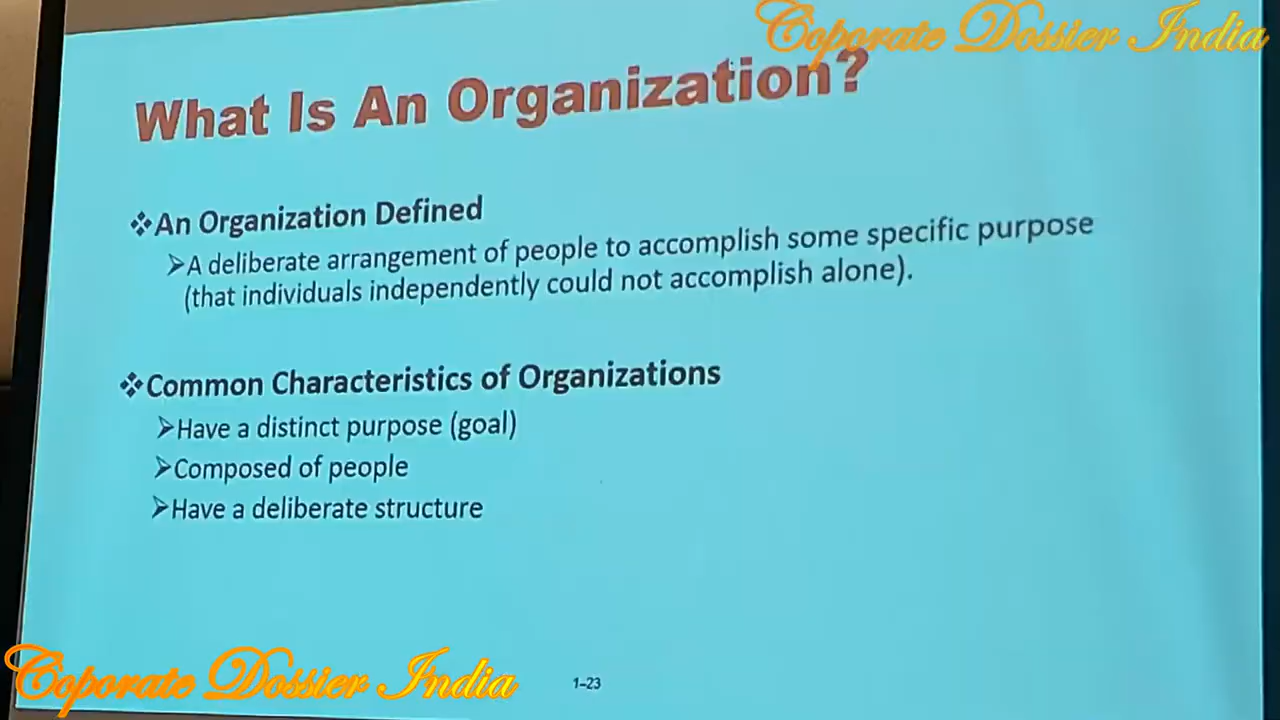 Coporate Dossier India
What Is An Organization?
❖An Organization Defined
➢A deliberate arrangement of people to accomplish some specific purpose
(that individuals independently could not accomplish alone).
❖Common Characteristics of Organizations
➢Have a distinct purpose (goal)
➢Composed of people
➢Have a deliberate structure
Coporate Dossier India
1–23